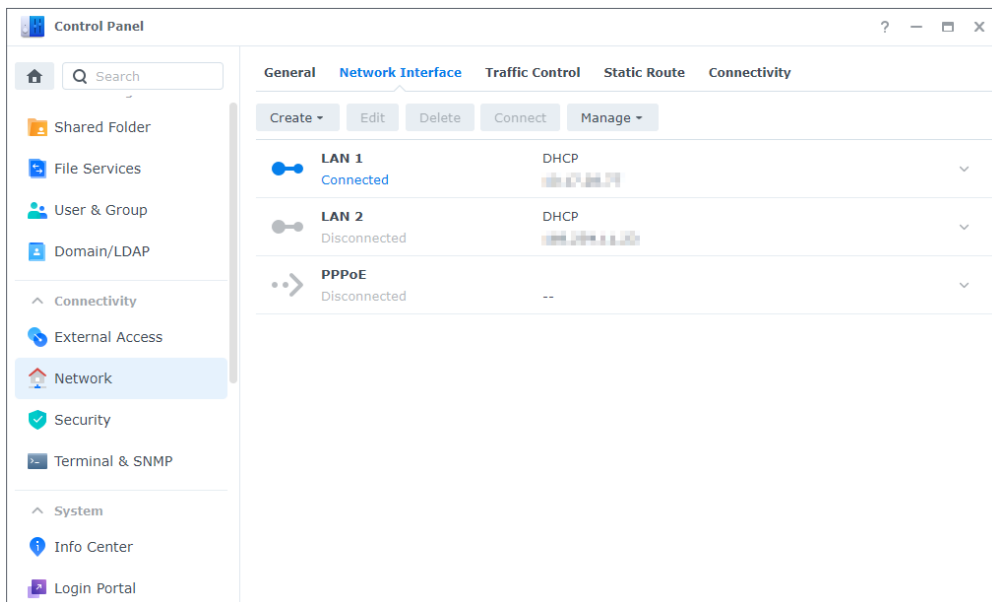 Control Panel
?
Search
General Network Interface Traffic Control Static Route Connectivity
Create Edit Delete Connect Manage
Shared Folder
File Services
User & Group
Domain/LDAP
Connectivity
External Access
Network
Security
Terminal & SNMP
System
Info Center
Login Portal
LAN 1 DHCP
Connected
LAN 2 DHCP
Disconnected
PPPoE
Disconnected --